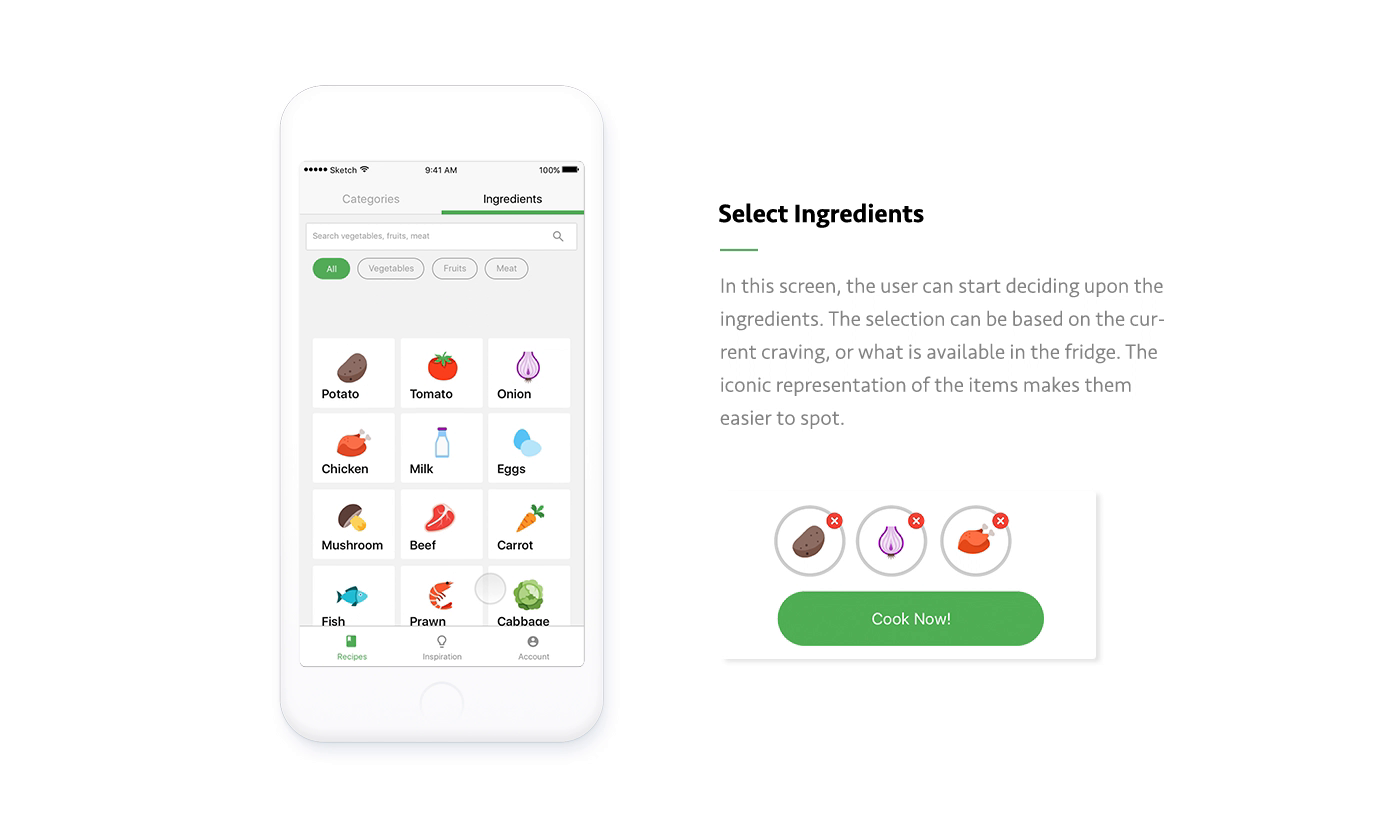 Sketch 9:41 AM 100%
Categories Ingredients
Search vegetables, fruits, meat
All Vegetables Fruits Meat
Potato Tomato Onion
Chicken Milk Eggs
Mushroom Beef Carrot
Fish Prawn Cabbage
Recipes Inspiration Account
Select Ingredients
In this screen, the user can start deciding upon the
ingredients. The selection can be based on the cur-
rent craving, or what is available in the fridge. The
iconic representation of the items makes them
easier to spot.
Cook Now!